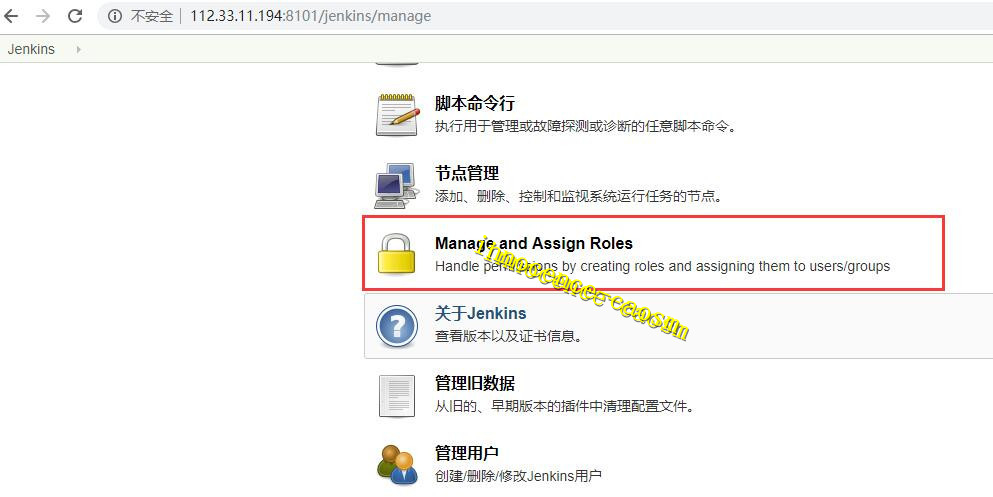 不安全 112.33.11.194:8101/jenkins/manage
Jenkins
脚本命令行
执行用于管理或故障探测或诊断的任意脚本命令。
节点管理
添加、删除、控制和监视系统运行任务的节点。
Manage and Assign Roles
Handle permissions by creating roles and assigning them to users/groups
innocence-caosm
关于Jenkins
查看版本以及证书信息。
管理旧数据
从旧的、早期版本的插件中清理配置文件。
管理用户
创建/删除/修改Jenkins用户